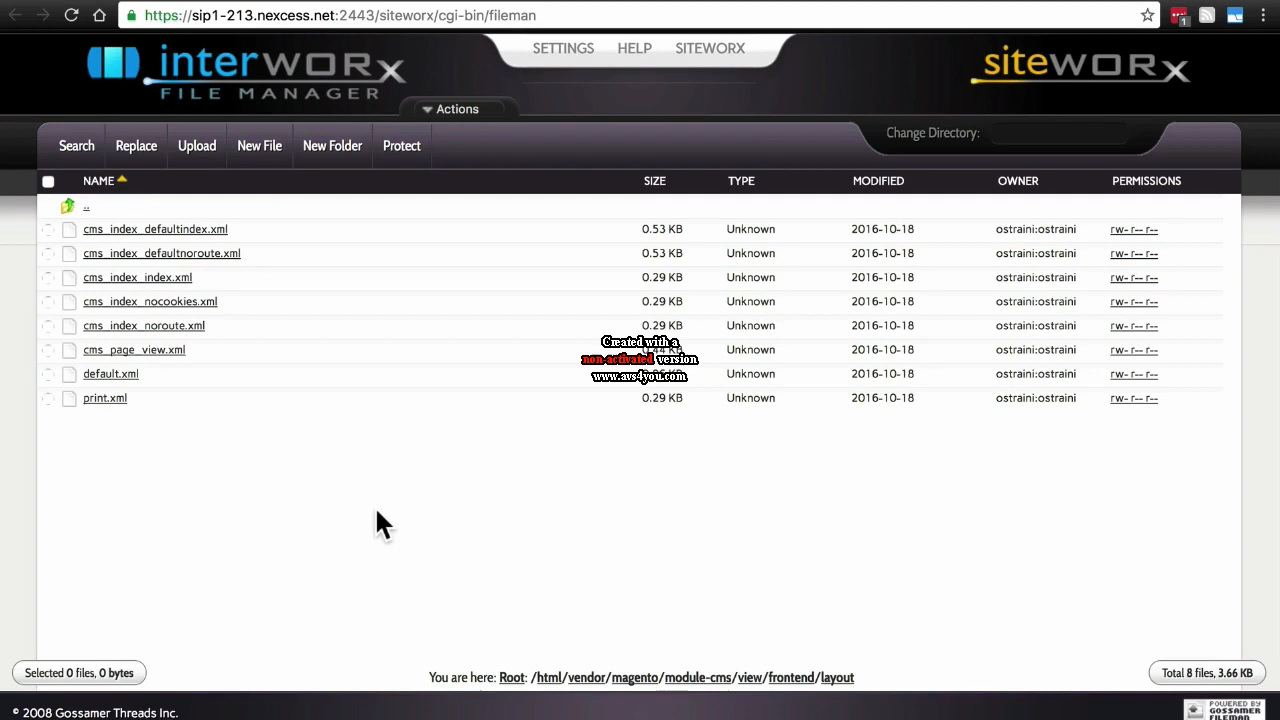 https://sip1-213.nexcess.net:2443/siteworx/cgi-bin/fileman
1
interworx
FILE MANAGER
SETTINGS HELP SITEWORX
siteworx
Actions
Search Replace Upload New File New Folder Protect
Change Directory:
NAME SIZE TYPE MODIFIED OWNER PERMISSIONS
..
cms_index_defaultindex.xml 0.53 KB Unknown 2016-10-18 ostraini:ostraini rw- r-- r--
cms_index_defaultnoroute.xml 0.53 KB Unknown 2016-10-18 ostraini:ostraini rw- r-- r--
cms_index_index.xml 0.29 KB Unknown 2016-10-18 ostraini:ostraini rw- r-- r--
cms_index_nocookies.xml 0.29 KB Unknown 2016-10-18 ostraini:ostraini rw- r-- r--
cms_index_noroute.xml 0.29 KB Unknown 2016-10-18 ostraini:ostraini rw- r-- r--
Created with a
cms_page_view.xml Unknown 2016-10-18 ostraini:ostraini rw- r-- r--
non-activated version
default.xml Unknown 2016-10-18 ostraini:ostraini rw- r-- r--
www.avs4you.com
print.xml 0.29 KB Unknown 2016-10-18 ostraini:ostraini rw- r-- r--
Selected 0 files, 0 bytes
You are here: Root: /html/vendor/magento/module-cms/view/frontend/layout
Total 8 files, 3.66 KB
© 2008 Gossamer Threads Inc.
POWERED BY
GOSSAMER
FILEMAN